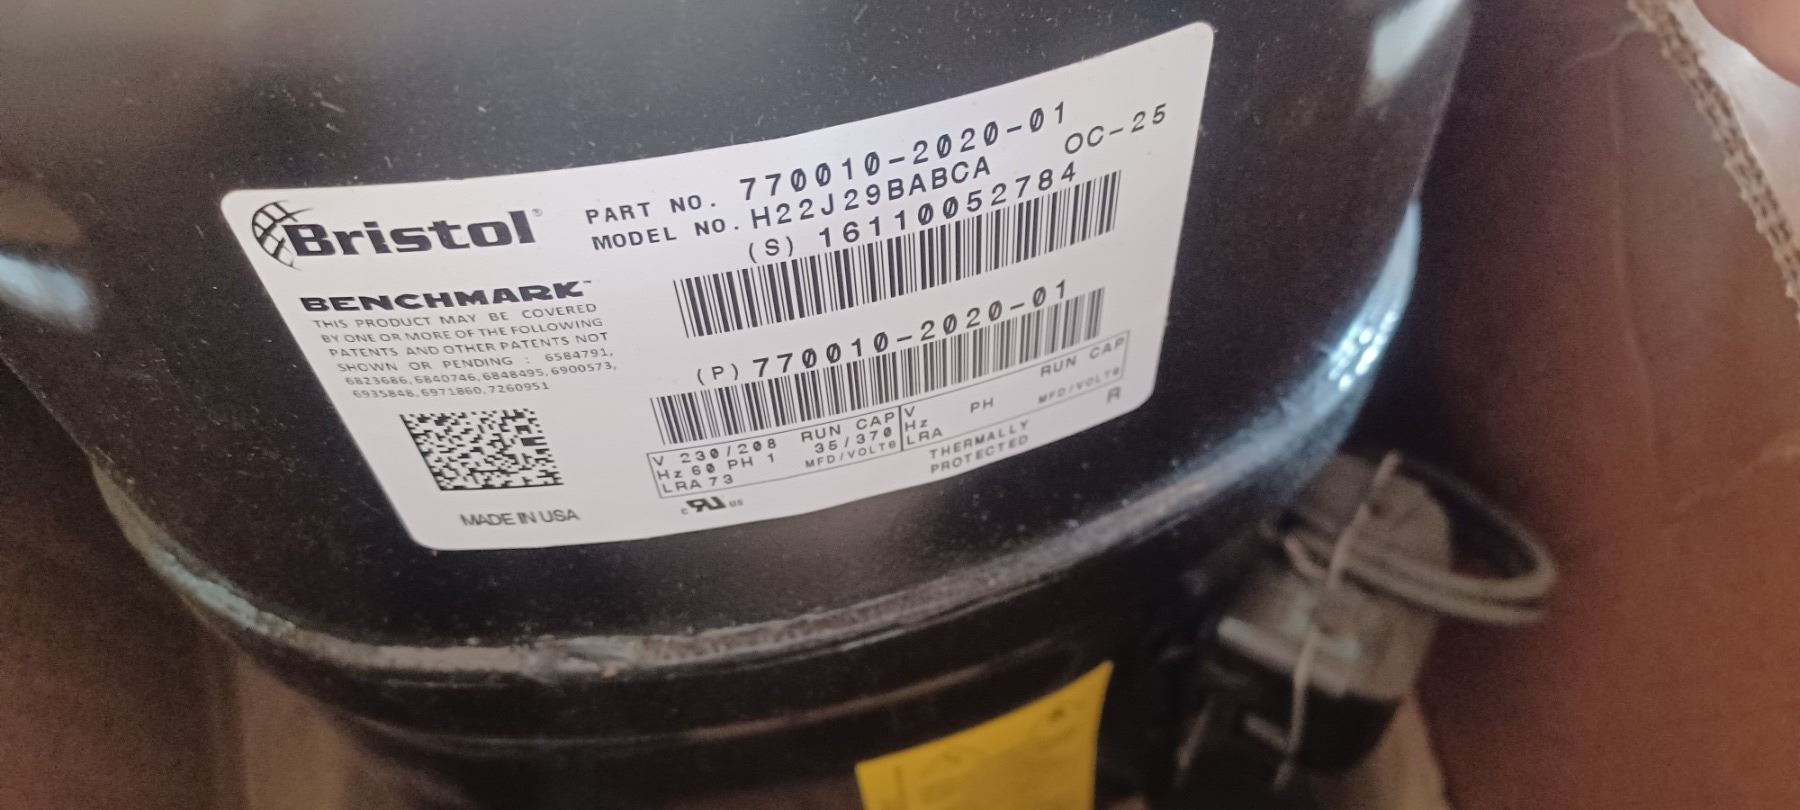 Bristol®
PART NO. 770010-2020-01
MODEL NO. H22J29BABCA OC-25
(S) 16110052784
BENCHMARK™
THIS PRODUCT MAY BE COVERED
BY ONE OR MORE OF THE FOLLOWING
PATENTS AND OTHER PATENTS NOT
SHOWN OR PENDING : 6584791,
6823686,6840746,6848495,6900573,
6935848,6971860,7260951
(P) 770010-2020-01
V 230/208 RUN CAP
Hz 60 PH 1 35/370
LRA 73 MFD/VOLTS
V PH RUN CAP
Hz MFD/VOLTS
LRA
THERMALLY R
PROTECTED
MADE IN USA
c RU us